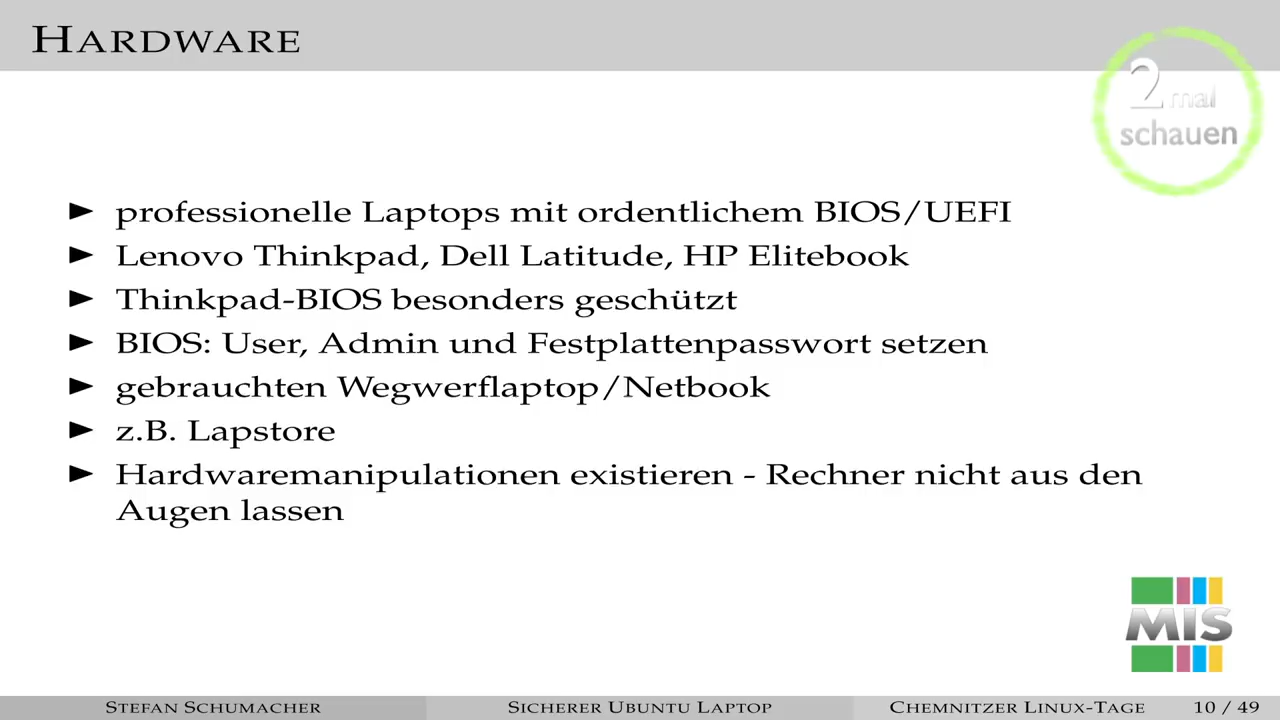 HARDWARE
2 mal
schauen
► professionelle Laptops mit ordentlichem BIOS/UEFI
► Lenovo Thinkpad, Dell Latitude, HP Elitebook
► Thinkpad-BIOS besonders geschützt
► BIOS: User, Admin und Festplattenpasswort setzen
► gebrauchten Wegwerflaptop/Netbook
► z.B. Lapstore
► Hardwaremanipulationen existieren - Rechner nicht aus den
Augen lassen
MIS
STEFAN SCHUMACHER SICHERER UBUNTU LAPTOP CHEMNITZER LINUX-TAGE 10 / 49